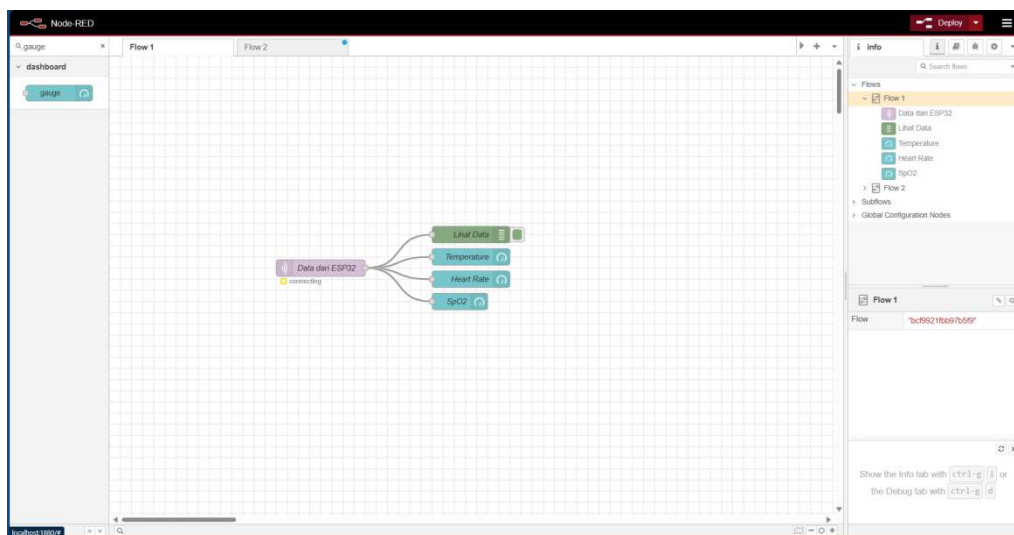 Node-RED
Deploy
gauge
Flow 1
Flow 2
info
dashboard
gauge
Search flows
Flows
Flow 1
Data dari ESP32
Lihat Data
Temperature
Heart Rate
SpO2
Flow 2
Subflows
Global Configuration Nodes
Lihat Data
Temperature
Data dari ESP32
connecting
Heart Rate
SpO2
Flow 1
Flow
Show the Info tab with ctrl-g i or
the Debug tab with ctrl-g d
localhost:1880/#